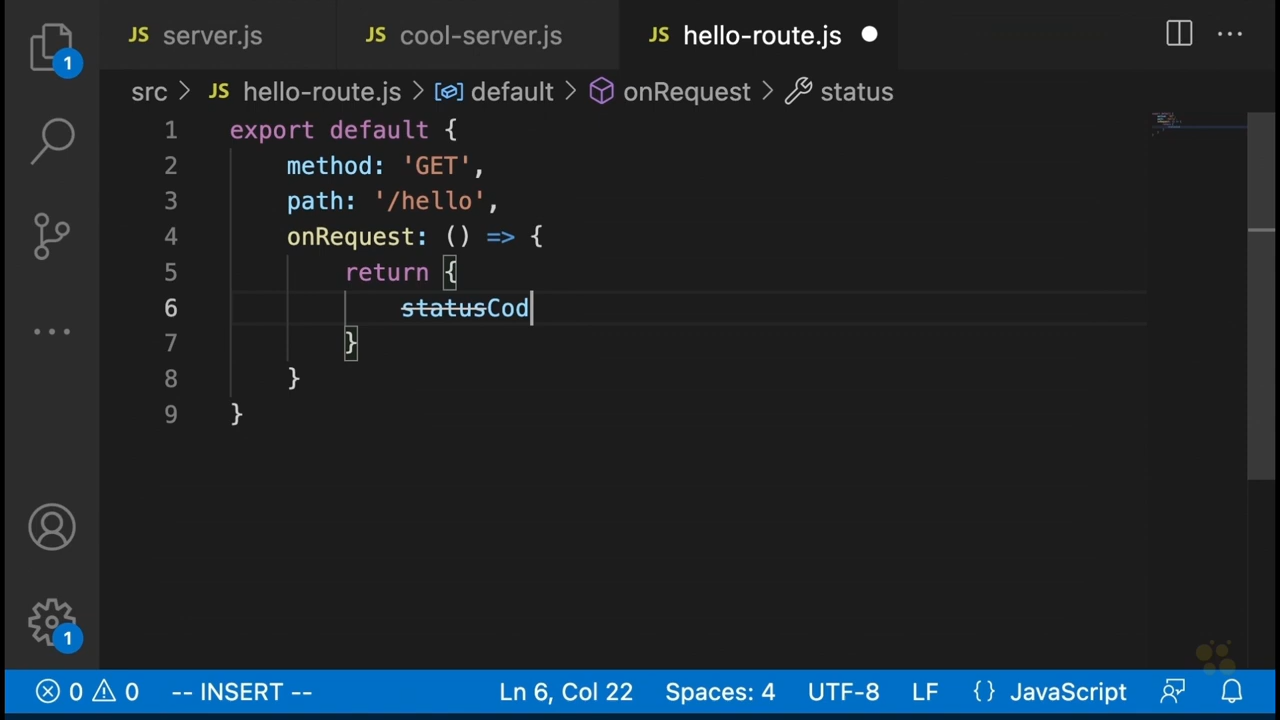 JS server.js JS cool-server.js JS hello-route.js
1 src > JS hello-route.js > default > onRequest > status
1 export default {
2 method: 'GET',
3 path: '/hello',
4 onRequest: () => {
5 return {
6 statusCod
7 }
8 }
9 }
1
0 0 -- INSERT -- Ln 6, Col 22 Spaces: 4 UTF-8 LF {} JavaScript